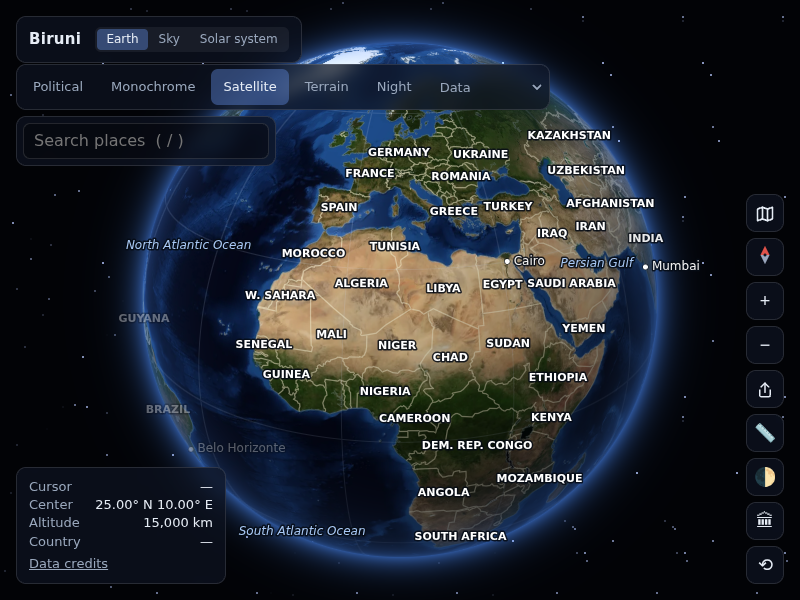 Biruni Earth Sky Solar system
Political Monochrome Satellite Terrain Night Data
Search places ( / )
KAZAKHSTAN
GERMANY
UKRAINE
UZBEKISTAN
FRANCE
ROMANIA
SPAIN
GREECE
TURKEY
AFGHANISTAN
North Atlantic Ocean
MOROCCO
TUNISIA
IRAQ
IRAN
INDIA
Cairo
Persian Gulf
Mumbai
W. SAHARA
ALGERIA
LIBYA
EGYPT
SAUDI ARABIA
GUYANA
SENEGAL
MALI
NIGER
CHAD
SUDAN
YEMEN
GUINEA
NIGERIA
ETHIOPIA
BRAZIL
CAMEROON
KENYA
Belo Horizonte
DEM. REP. CONGO
ANGOLA
MOZAMBIQUE
South Atlantic Ocean
SOUTH AFRICA
Cursor —
Center 25.00° N 10.00° E
Altitude 15,000 km
Country —
Data credits